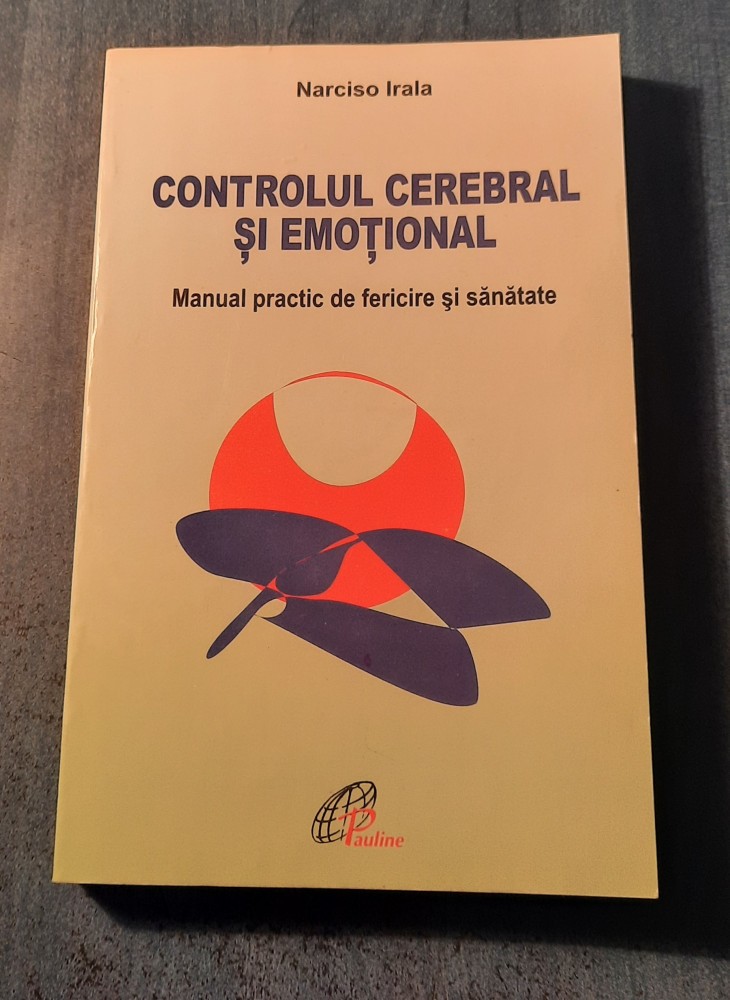 Narciso Irala
CONTROLUL CEREBRAL
ȘI EMOȚIONAL
Manual practic de fericire şi sănătate
Pauline